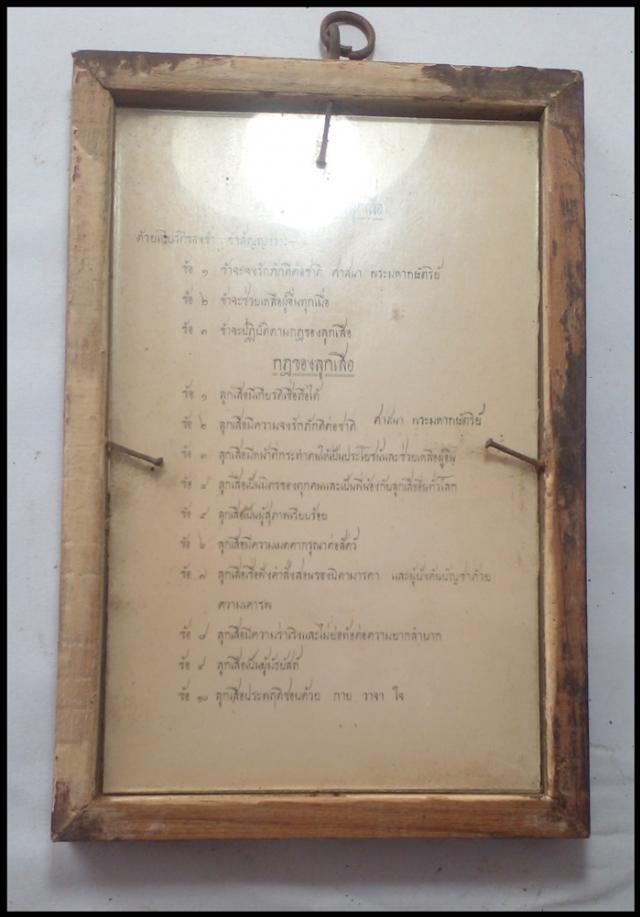 ด้วยเกียรติของข้า ข้าสัญญาว่า:-
ข้อ ๑ ข้าจะจงรักภักดีต่อชาติ ศาสนา พระมหากษัตริย์
ข้อ ๒ ข้าจะช่วยเหลือผู้อื่นทุกเมื่อ
ข้อ ๓ ข้าจะปฏิบัติตามกฎของลูกเสือ
กฎของลูกเสือ
ข้อ ๑ ลูกเสือมีเกียรติเชื่อถือได้
ข้อ ๒ ลูกเสือมีความจงรักภักดีต่อชาติ ศาสนา พระมหากษัตริย์
ข้อ ๓ ลูกเสือมีหน้าที่กระทำตนให้เป็นประโยชน์และช่วยเหลือผู้อื่น
ข้อ ๔ ลูกเสือเป็นมิตรของทุกคนและเป็นพี่น้องกับลูกเสืออื่นทั่วโลก
ข้อ ๕ ลูกเสือเป็นผู้สุภาพเรียบร้อย
ข้อ ๖ ลูกเสือมีความเมตตากรุณาต่อสัตว์
ข้อ ๗ ลูกเสือเชื่อฟังคำสั่งสอนของบิดามารดา และผู้บังคับบัญชาด้วย
ความเคารพ
ข้อ ๘ ลูกเสือมีความร่าเริงและไม่ย่อท้อต่อความยากลำบาก
ข้อ ๙ ลูกเสือเป็นผู้มัธยัสถ์
ข้อ ๑๐ ลูกเสือประพฤติชอบด้วย กาย วาจา ใจ